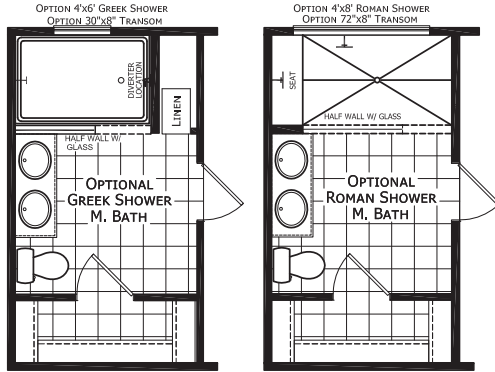 OPTION 4'X6' GREEK SHOWER
OPTION 30"X8" TRANSOM
DIVERTER
LOCATION
LINEN
HALF WALL W/
GLASS
OPTIONAL
GREEK SHOWER
M. BATH
OPTION 4'X8' ROMAN SHOWER
OPTION 72"X8" TRANSOM
SEAT
HALF WALL W/ GLASS
OPTIONAL
ROMAN SHOWER
M. BATH